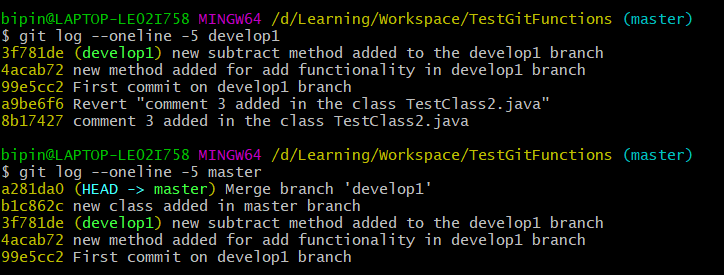 bipin@LAPTOP-LE02I758 MINGW64 /d/Learning/Workspace/TestGitFunctions (master)
$ git log --oneline -5 develop1
3f781de (develop1) new subtract method added to the develop1 branch
4acab72 new method added for add functionality in develop1 branch
99e5cc2 First commit on develop1 branch
a9be6f6 Revert "comment 3 added in the class TestClass2.java"
8b17427 comment 3 added in the class TestClass2.java
bipin@LAPTOP-LE02I758 MINGW64 /d/Learning/Workspace/TestGitFunctions (master)
$ git log --oneline -5 master
a281da0 (HEAD -> master) Merge branch 'develop1'
b1c862c new class added in master branch
3f781de (develop1) new subtract method added to the develop1 branch
4acab72 new method added for add functionality in develop1 branch
99e5cc2 First commit on develop1 branch